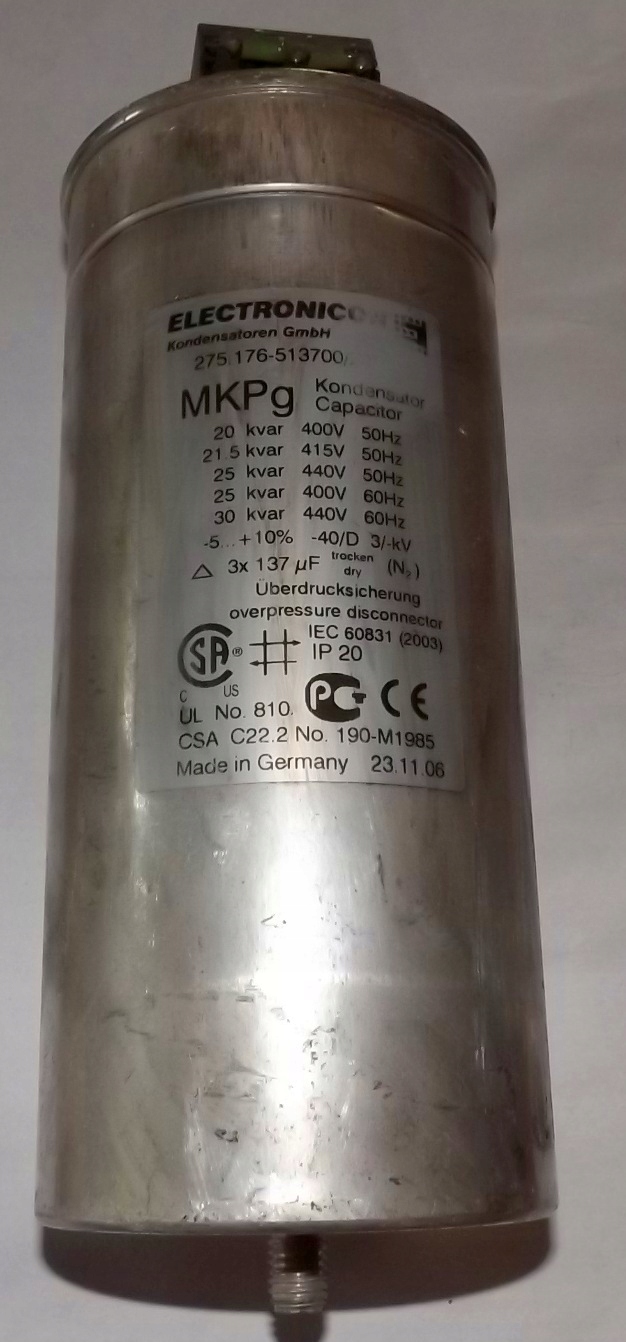 ELECTRONICON
Kondensatoren GmbH
275.176-513700/
MKPg Kondensator
Capacitor
20 kvar 400V 50Hz
21.5 kvar 415V 50Hz
25 kvar 440V 50Hz
25 kvar 400V 60Hz
30 kvar 440V 60Hz
-5...+10% -40/D 3/-kV
△ 3x 137 µF trocken dry (N₂)
Überdrucksicherung
overpressure disconnector
SA® IEC 60831 (2003)
IP 20
C US
UL No. 810. PG CE
CSA C22.2 No. 190-M1985
Made in Germany 23.11.06